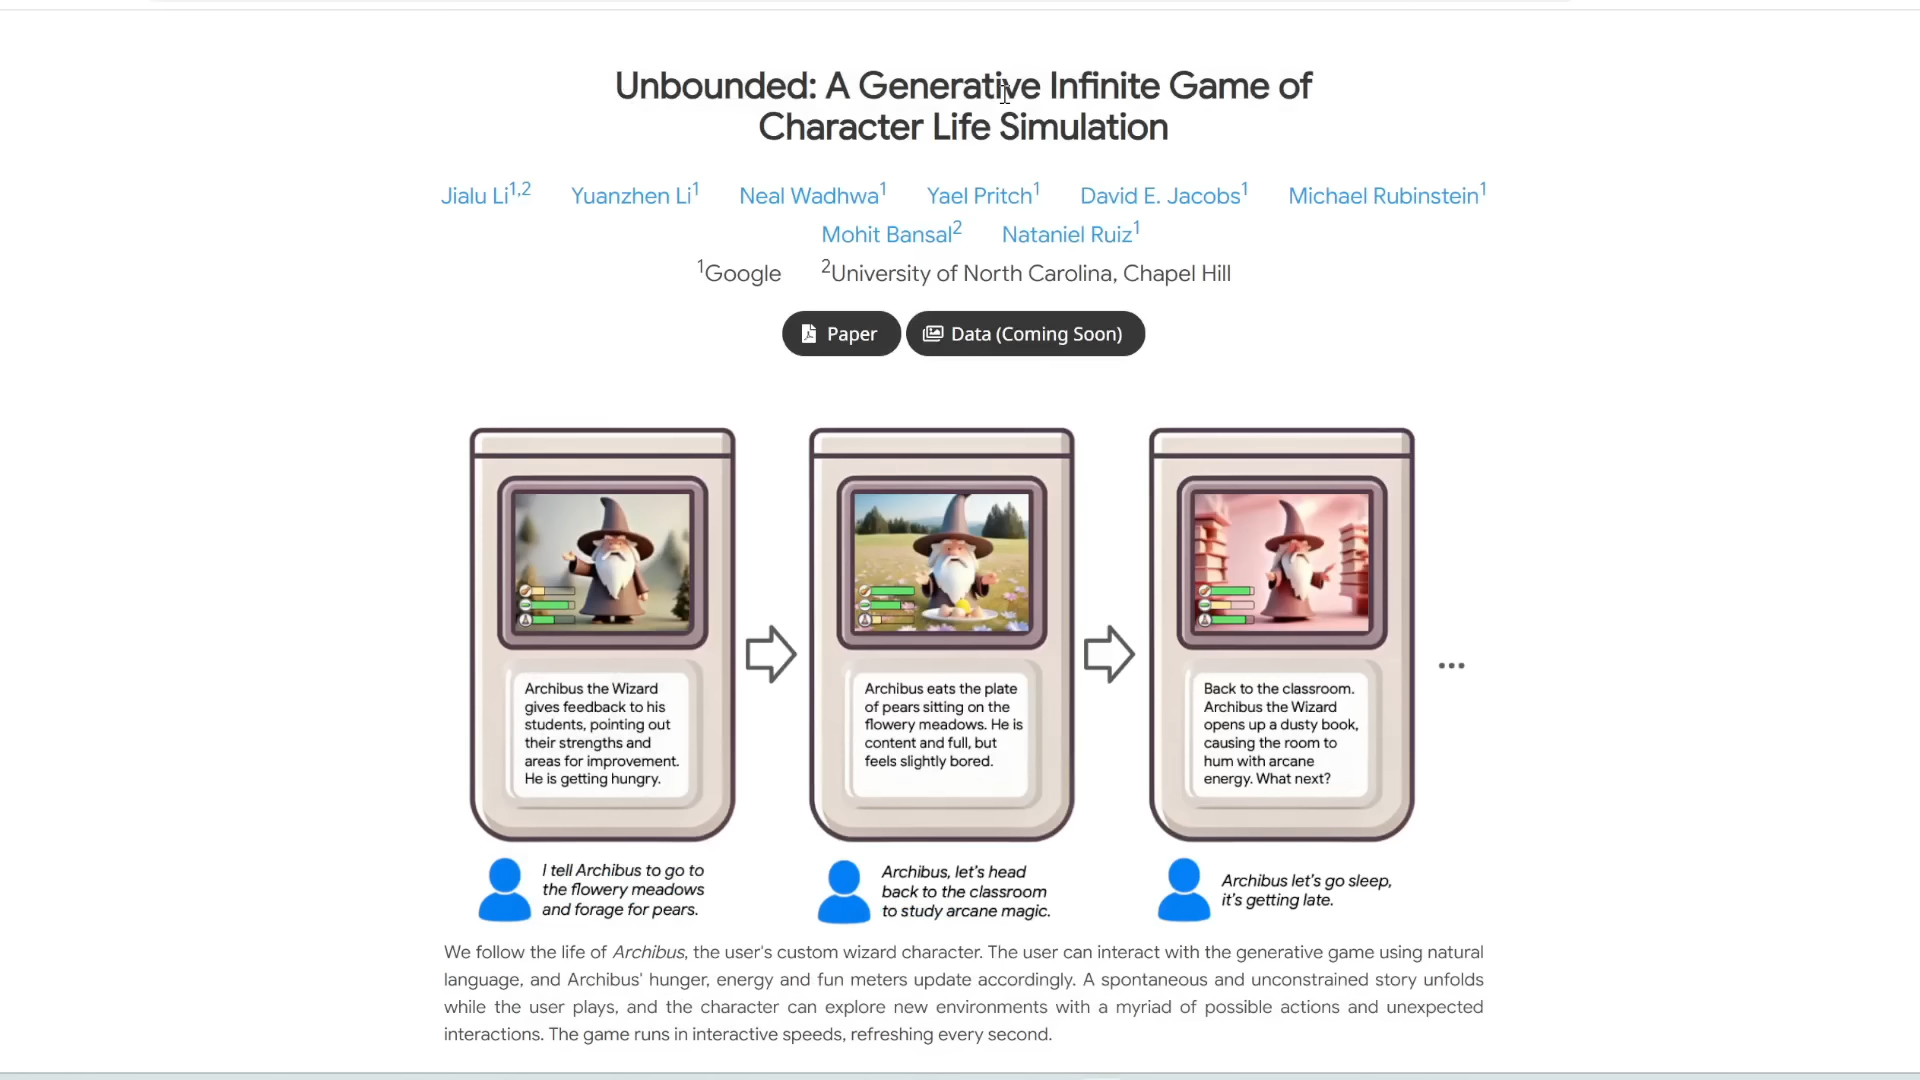 Unbounded: A Generative Infinite Game of
Character Life Simulation
Jialu Li1,2 Yuanzhen Li1 Neal Wadhwa1 Yael Pritch1 David E. Jacobs1 Michael Rubinstein1
Mohit Bansal2 Nataniel Ruiz1
1Google 2University of North Carolina, Chapel Hill
Paper Data (Coming Soon)
Archibus the Wizard
gives feedback to his
students, pointing out
their strengths and
areas for improvement.
He is getting hungry.
Archibus eats the plate
of pears sitting on the
flowery meadows. He is
content and full, but
feels slightly bored.
Back to the classroom.
Archibus the Wizard
opens up a dusty book,
causing the room to
hum with arcane
energy. What next?
...
I tell Archibus to go to
the flowery meadows
and forage for pears.
Archibus, let's head
back to the classroom
to study arcane magic.
Archibus let's go sleep,
it's getting late.
We follow the life of Archibus, the user's custom wizard character. The user can interact with the generative game using natural
language, and Archibus' hunger, energy and fun meters update accordingly. A spontaneous and unconstrained story unfolds
while the user plays, and the character can explore new environments with a myriad of possible actions and unexpected
interactions. The game runs in interactive speeds, refreshing every second.